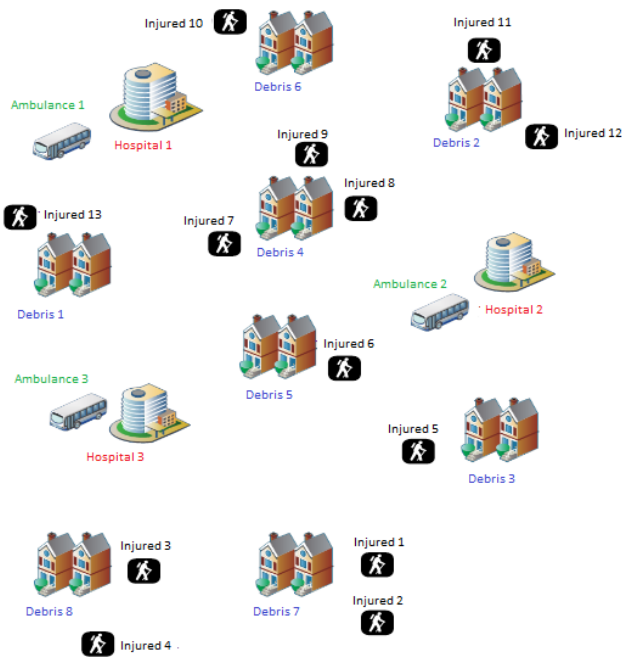 Injured 10
Injured 11
Debris 6
Ambulance 1
Injured 9
Hospital 1
Debris 2
Injured 12
Injured 8
Injured 13
Injured 7
Debris 4
Ambulance 2
Debris 1
Hospital 2
Injured 6
Ambulance 3
Debris 5
Injured 5
Hospital 3
Debris 3
Injured 3
Injured 1
Injured 2
Debris 8
Debris 7
Injured 4